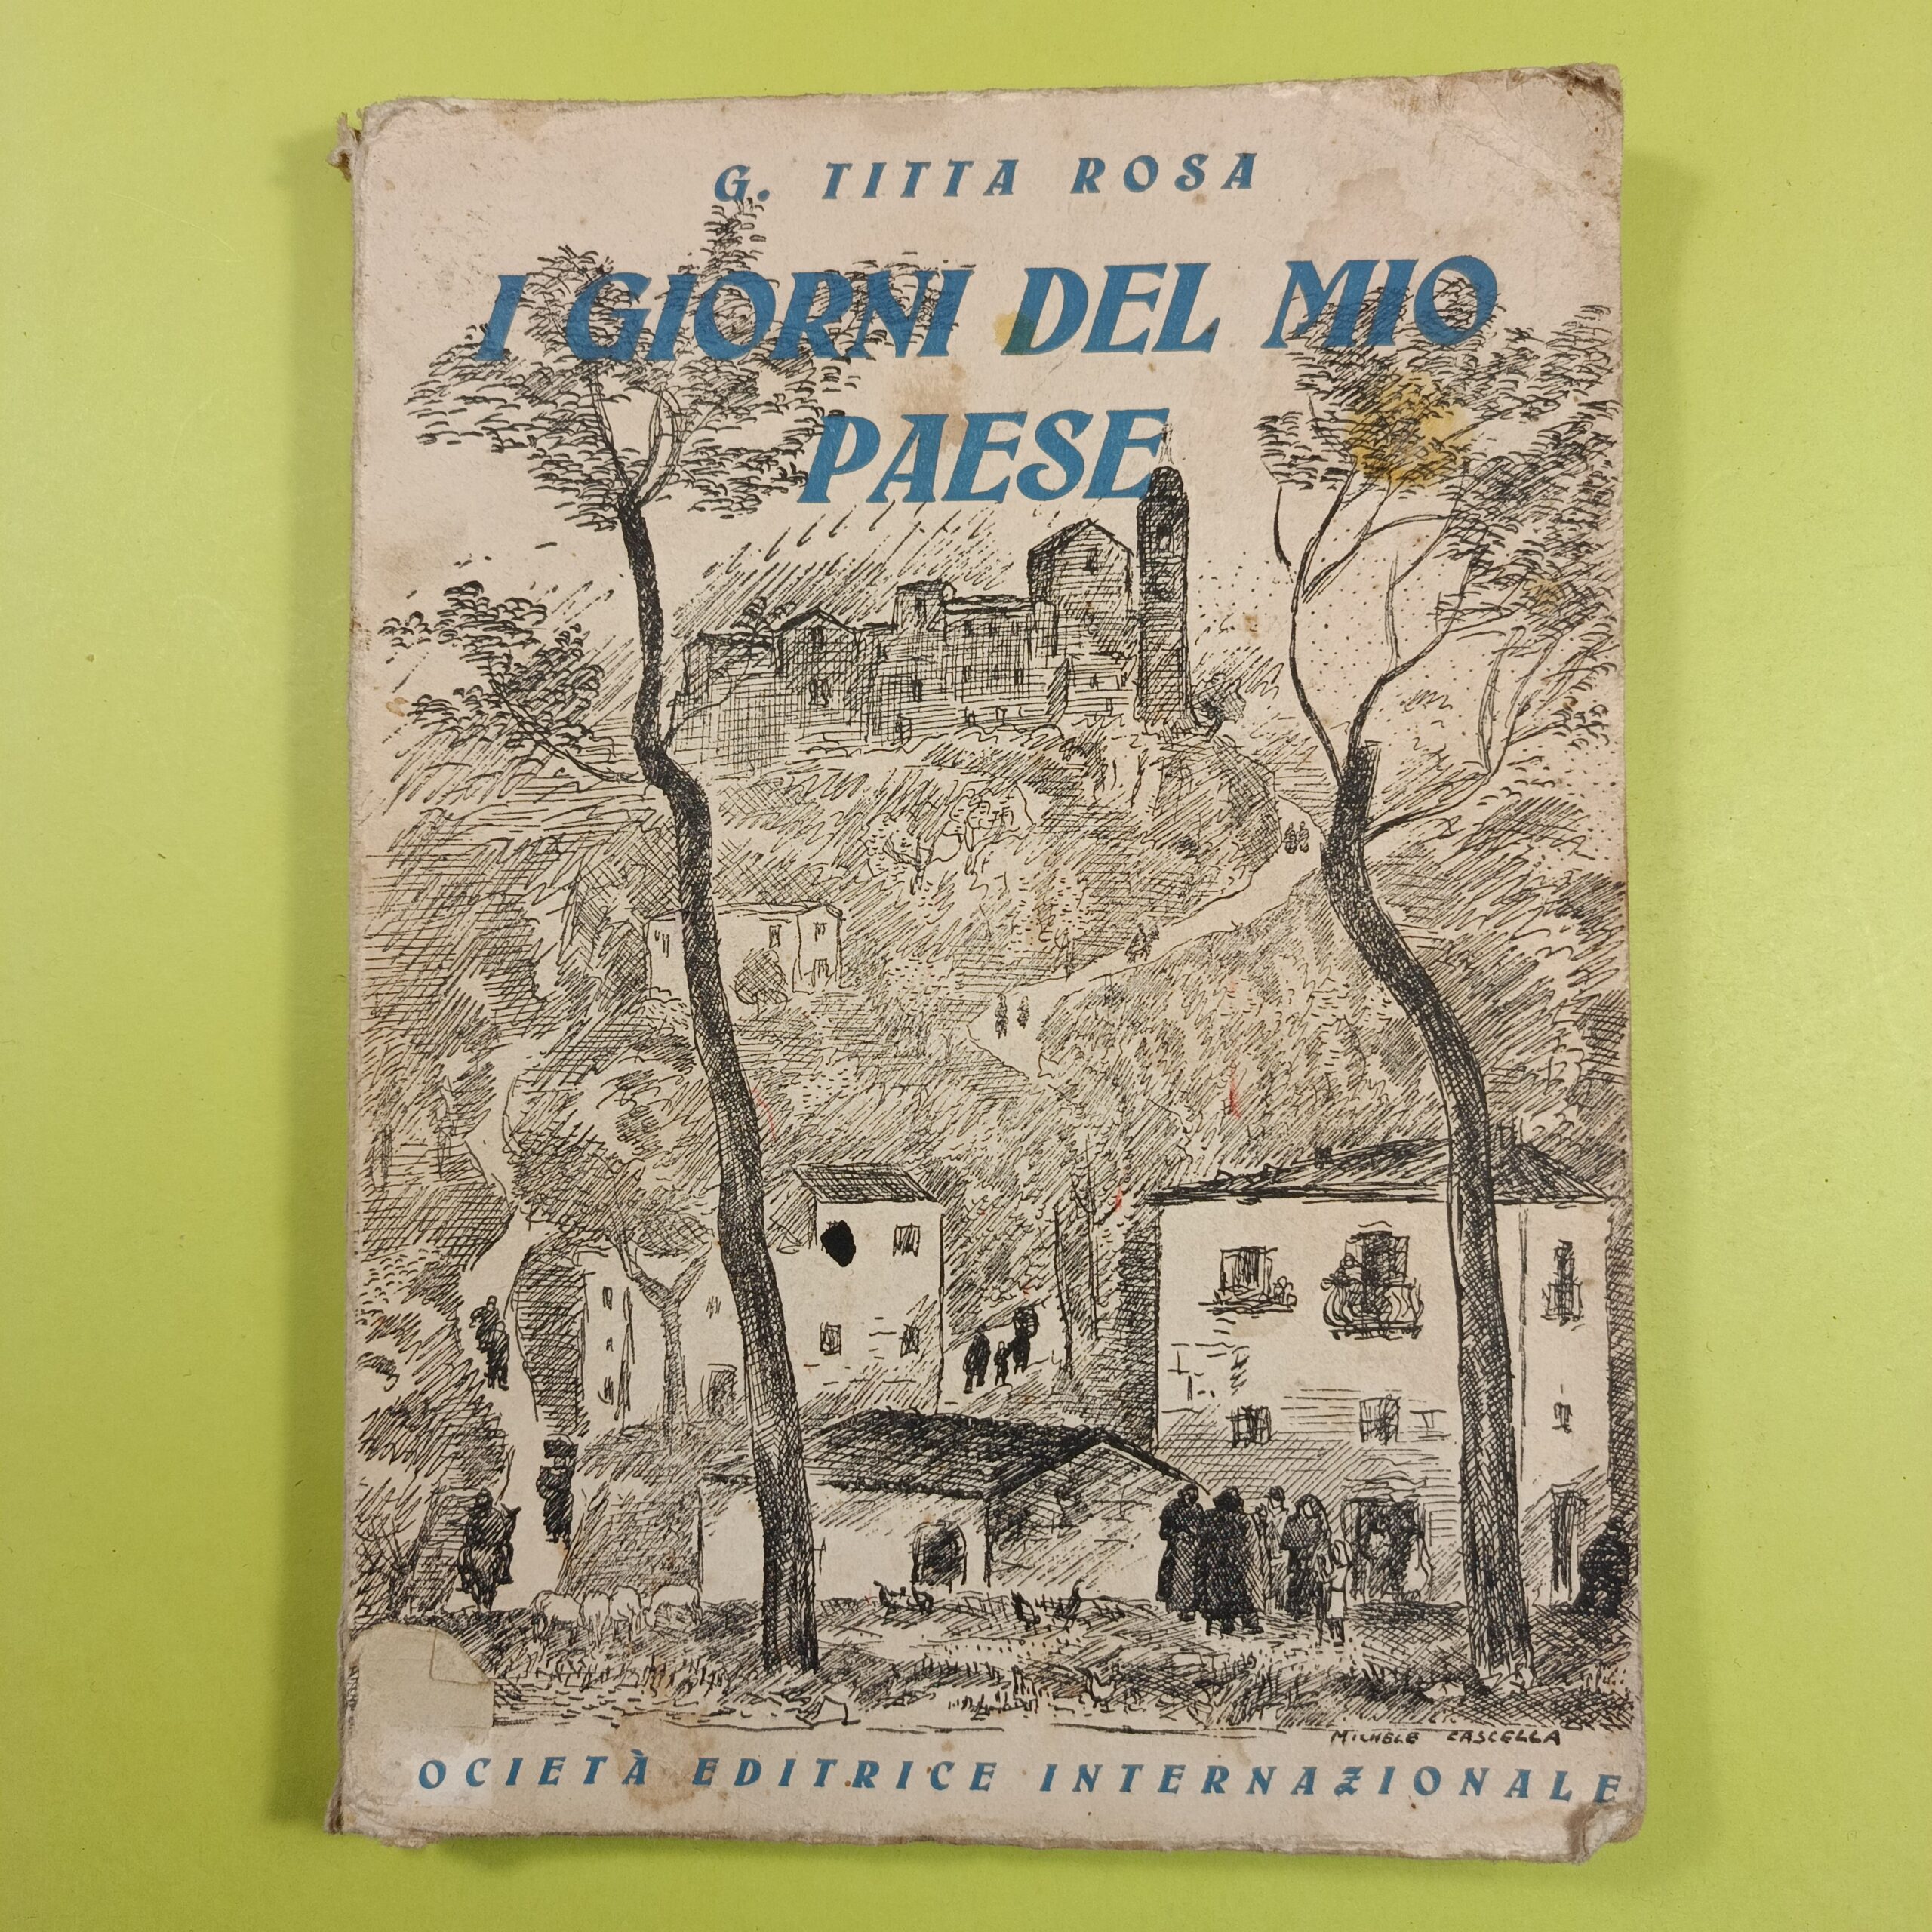 G. TITTA ROSA
I GIORNI DEL MIO
PAESE
MICHELE CASCELLA
OCIETÀ EDITRICE INTERNAZIONALE